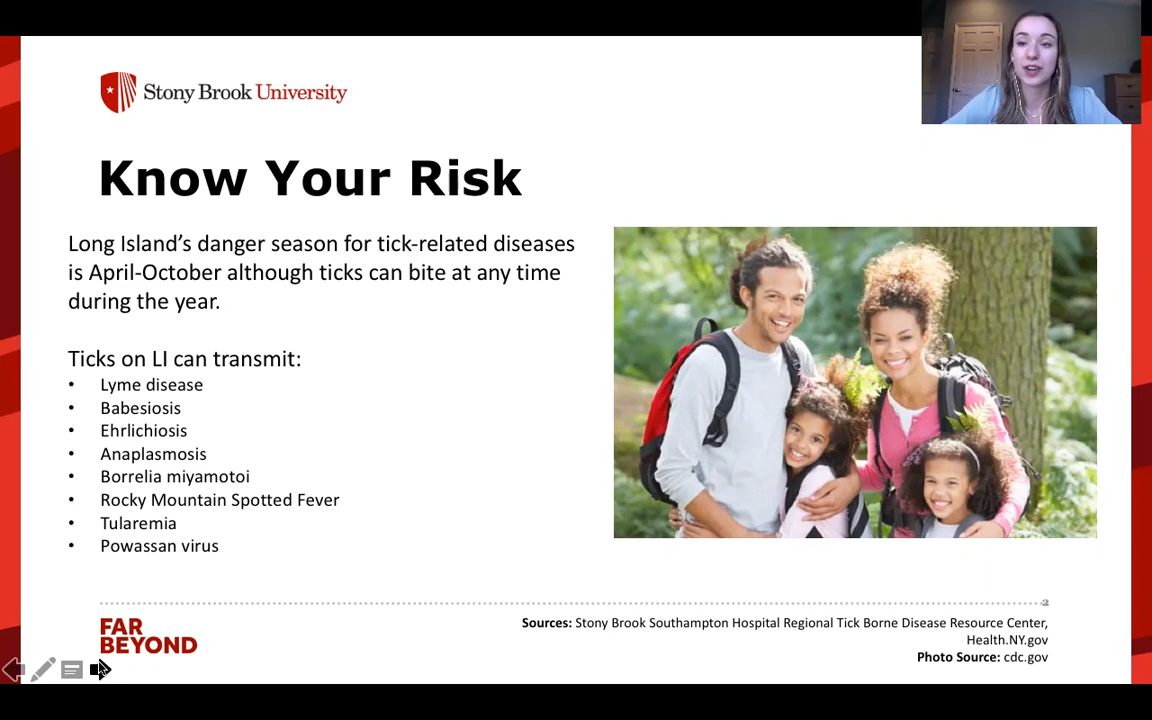 Stony Brook University
Know Your Risk
Long Island’s danger season for tick-related diseases
is April-October although ticks can bite at any time
during the year.
Ticks on LI can transmit:
• Lyme disease
• Babesiosis
• Ehrlichiosis
• Anaplasmosis
• Borrelia miyamotoi
• Rocky Mountain Spotted Fever
• Tularemia
• Powassan virus
2
FAR
BEYOND
Sources: Stony Brook Southampton Hospital Regional Tick Borne Disease Resource Center,
Health.NY.gov
Photo Source: cdc.gov